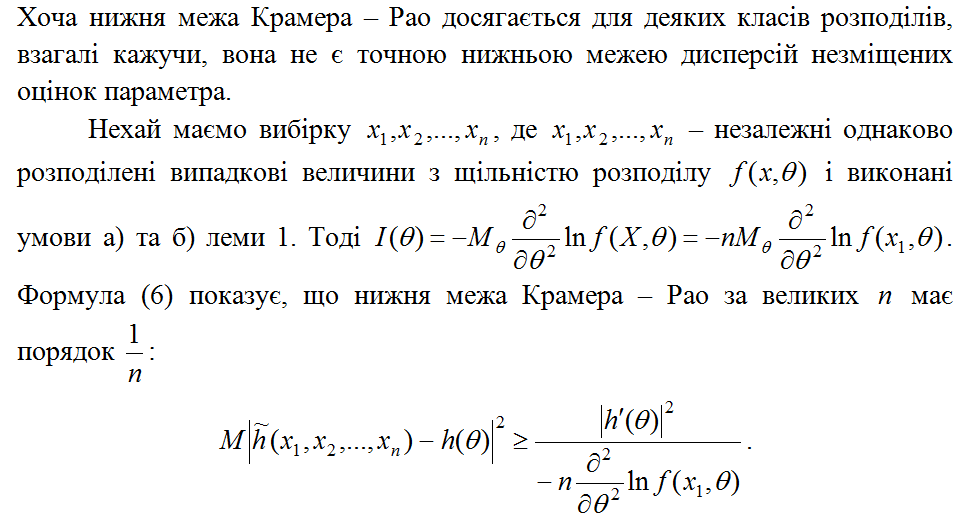 Хоча нижня межа Крамера – Рао досягається для деяких класів розподілів,
взагалі кажучи, вона не є точною нижньою межею дисперсій незміщених
оцінок параметра.
Нехай маємо вибірку x₁,x₂,...,xₙ, де x₁,x₂,...,xₙ – незалежні однаково
розподілені випадкові величини з щільністю розподілу f(x,θ) і виконані
умови а) та б) леми 1. Тоді I(θ) = −M_θ ∂²/∂θ² ln f(X,θ) = −nM_θ ∂²/∂θ² ln f(x₁,θ).
Формула (6) показує, що нижня межа Крамера – Рао за великих n має
порядок 1/n :
M|h̃(x₁,x₂,...,xₙ) − h(θ)|² ≥ |h′(θ)|² / (−n ∂²/∂θ² ln f(x₁,θ)).